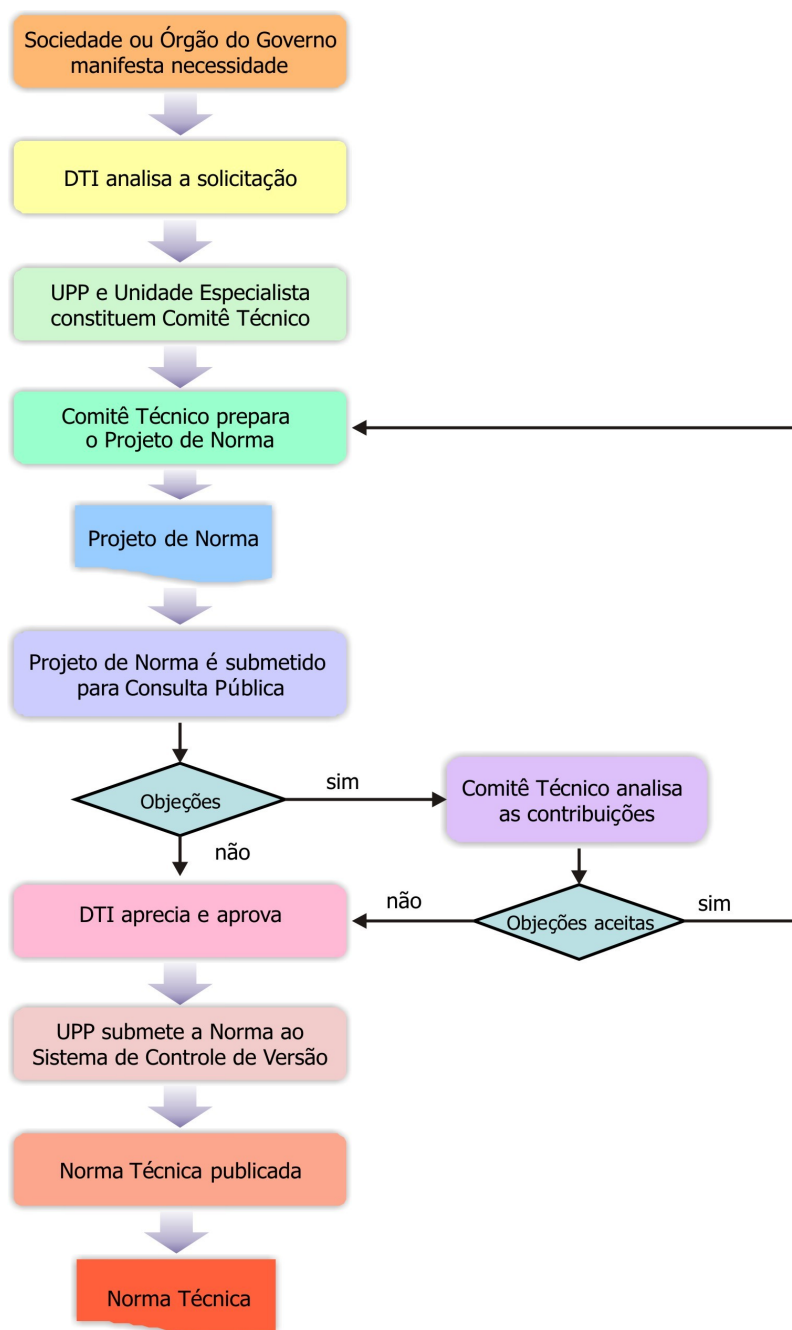 Sociedade ou Órgão do Governo
manifesta necessidade
DTI analisa a solicitação
UPP e Unidade Especialista
constituem Comitê Técnico
Comitê Técnico prepara
o Projeto de Norma
Projeto de Norma
Projeto de Norma é submetido
para Consulta Pública
Objeções
sim
Comitê Técnico analisa
as contribuições
não
DTI aprecia e aprova
não
Objeções aceitas
sim
UPP submete a Norma ao
Sistema de Controle de Versão
Norma Técnica publicada
Norma Técnica